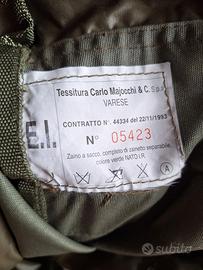 Tessitura Carlo Majocchi & C. S.p.A.
VARESE
E.I.
CONTRATTO N°. 44334 del 22/11/1993
N° 05423
Zaino a sacco, completo di zainetto separabile,
colore verde NATO I.R.
A
subito